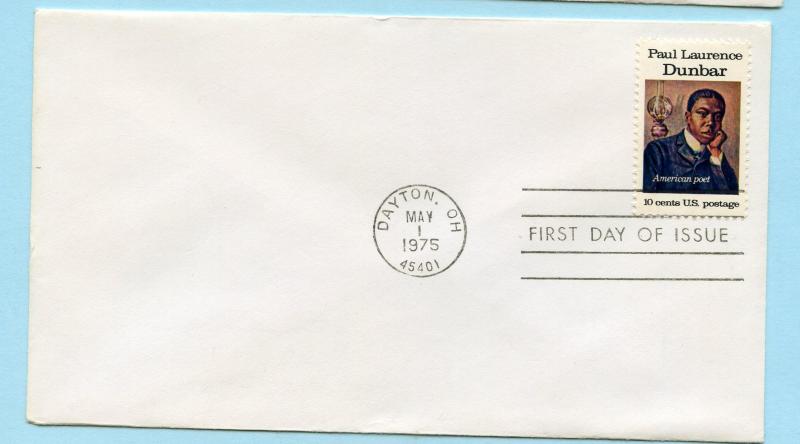 Paul Laurence
Dunbar
American poet
10 cents U.S. postage
DAYTON, OH
MAY
1
1975
45401
FIRST DAY OF ISSUE